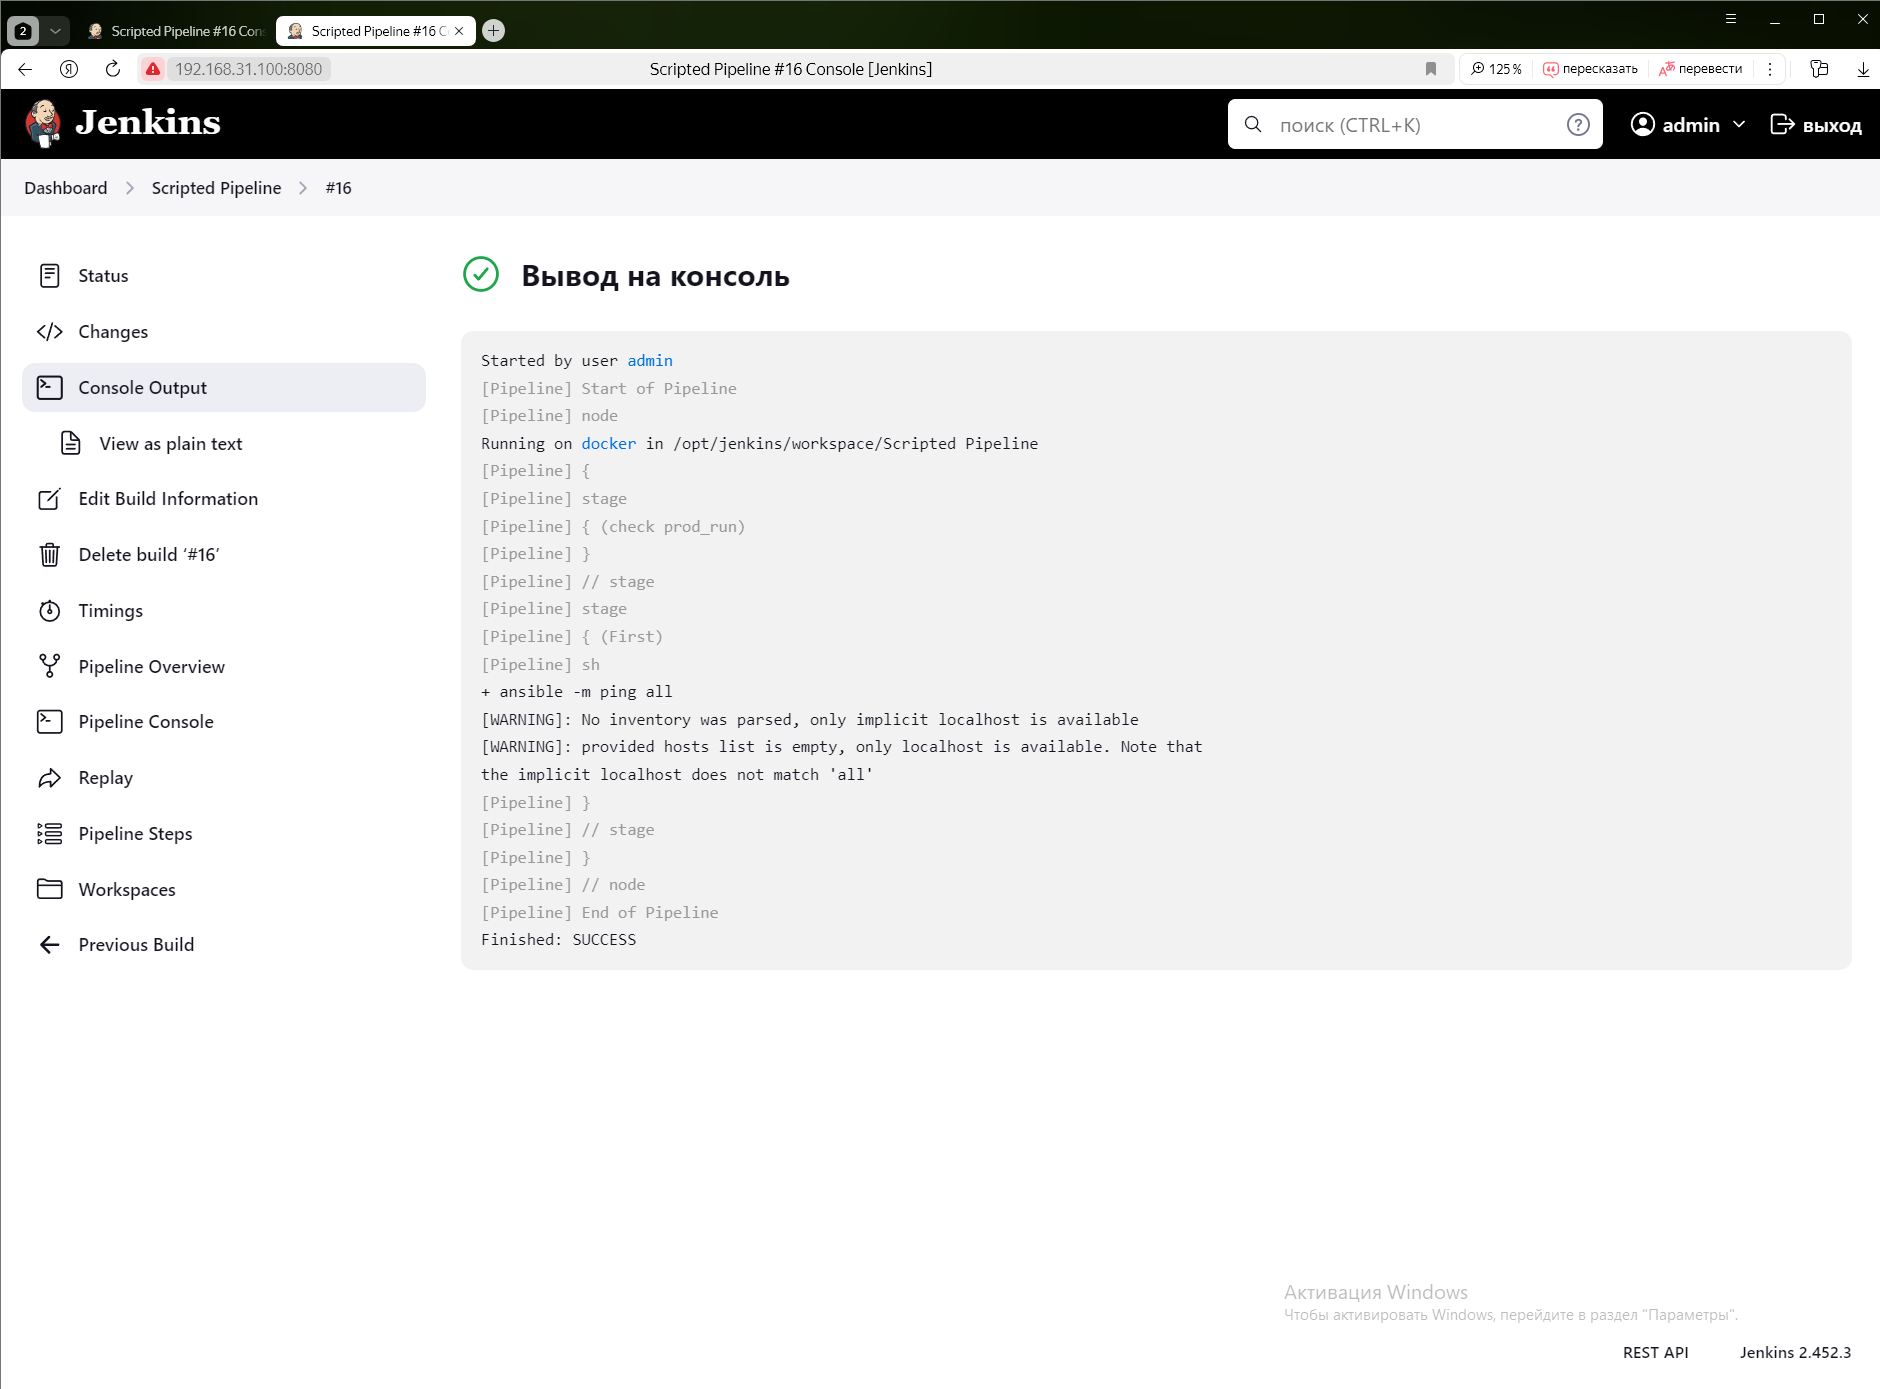 2
Scripted Pipeline #16 Con
Scripted Pipeline #16 C
192.168.31.100:8080
Scripted Pipeline #16 Console [Jenkins]
125 %
пересказать
перевести
Jenkins
поиск (CTRL+K)
admin
выход
Dashboard
Scripted Pipeline
#16
Status
Changes
Console Output
View as plain text
Edit Build Information
Delete build ‘#16’
Timings
Pipeline Overview
Pipeline Console
Replay
Pipeline Steps
Workspaces
Previous Build
Вывод на консоль
Started by user admin
[Pipeline] Start of Pipeline
[Pipeline] node
Running on docker in /opt/jenkins/workspace/Scripted Pipeline
[Pipeline] {
[Pipeline] stage
[Pipeline] { (check prod_run)
[Pipeline] }
[Pipeline] // stage
[Pipeline] stage
[Pipeline] { (First)
[Pipeline] sh
+ ansible -m ping all
[WARNING]: No inventory was parsed, only implicit localhost is available
[WARNING]: provided hosts list is empty, only localhost is available. Note that
the implicit localhost does not match 'all'
[Pipeline] }
[Pipeline] // stage
[Pipeline] }
[Pipeline] // node
[Pipeline] End of Pipeline
Finished: SUCCESS
Активация Windows
Чтобы активировать Windows, перейдите в раздел "Параметры".
REST API
Jenkins 2.452.3